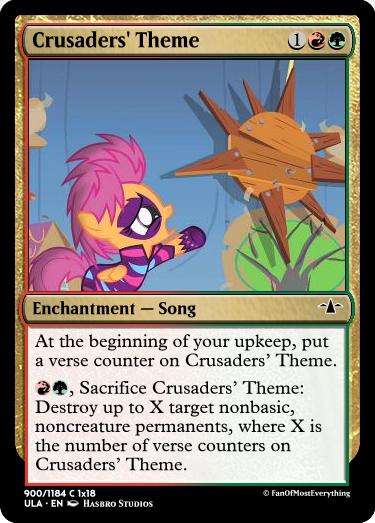 Crusaders' Theme 1
Enchantment — Song
At the beginning of your upkeep, put
a verse counter on Crusaders' Theme.
, Sacrifice Crusaders' Theme:
Destroy up to X target nonbasic,
noncreature permanents, where X is
the number of verse counters on
Crusaders' Theme.
900/1184 C 1x18
ULA • EN Hasbro Studios
© FanOfMostEverything